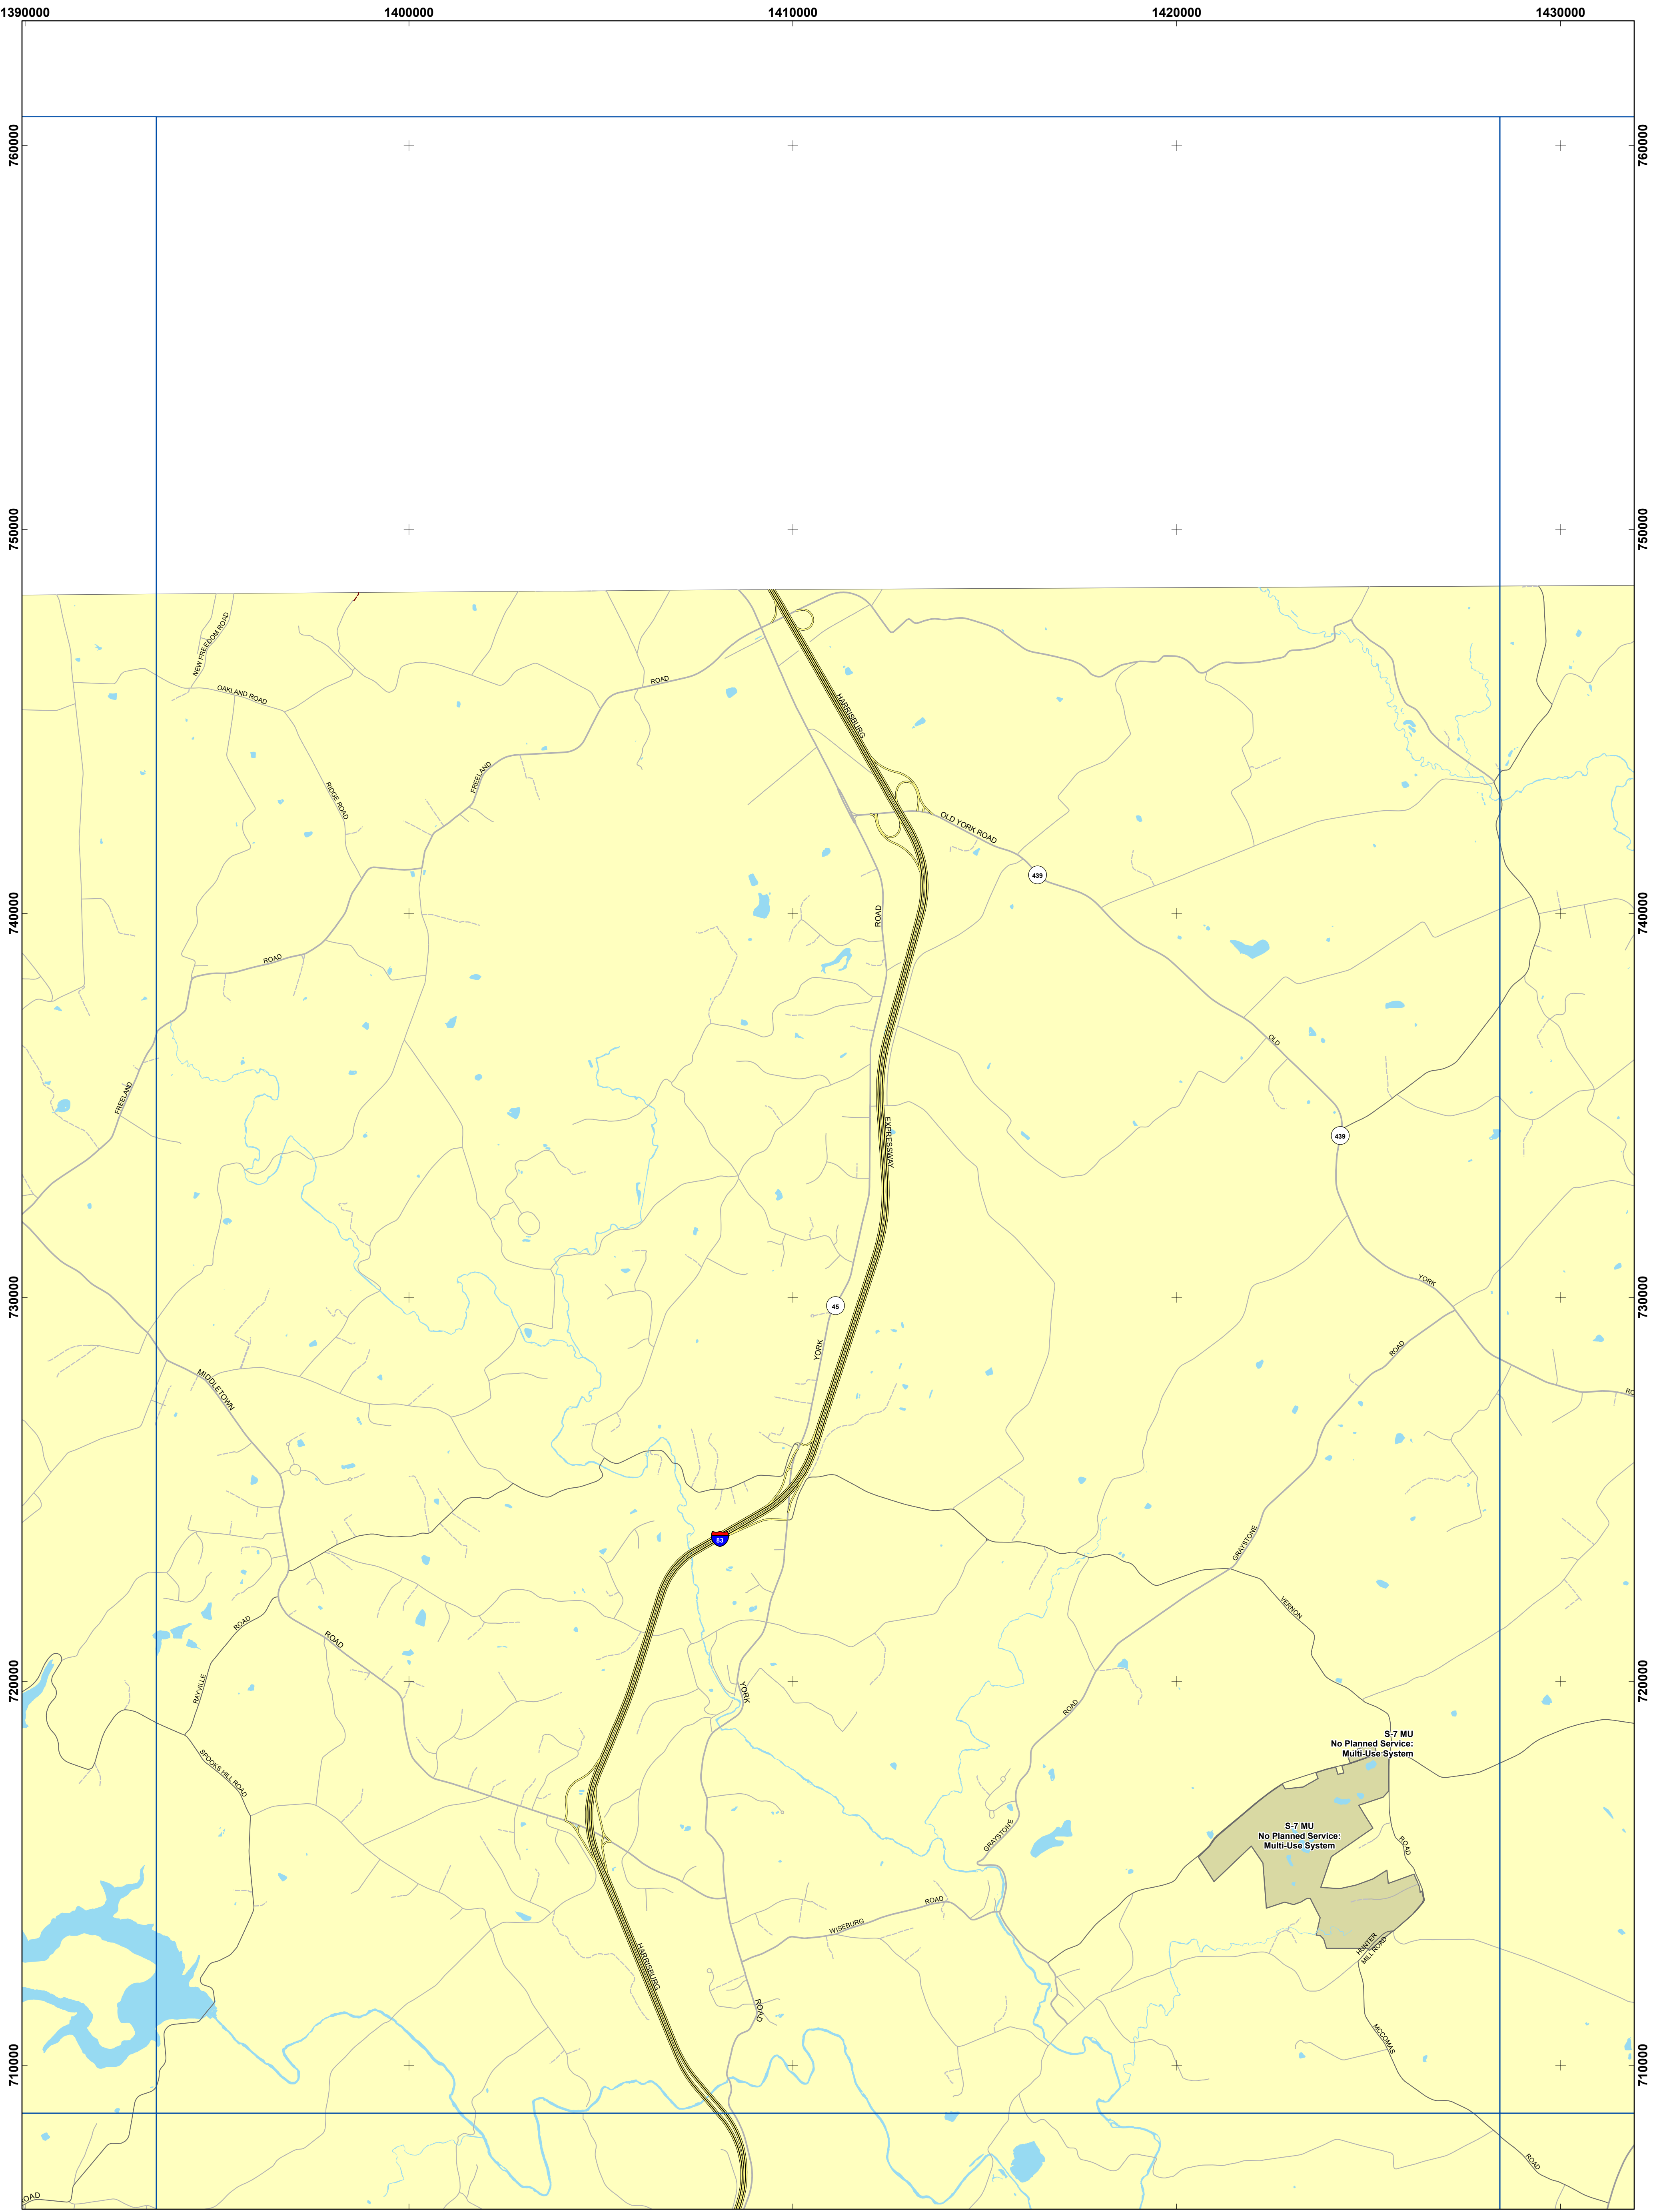 1390000
1400000
1410000
1420000
1430000
760000
760000
750000
750000
NEW FREEDOM ROAD
OAKLAND ROAD
ROAD
HARRISBURG
RIDGE ROAD
FREELAND
OLD YORK ROAD
439
740000
740000
ROAD
ROAD
OLD
FREELAND
EXPRESSWAY
439
730000
730000
YORK
45
YORK
ROAD
MIDDLETOWN
RO
83
GRAYSTONE
VERNON
ROAD
ROAD
RAYVILLE
720000
720000
YORK
ROAD
S-7 MU
No Planned Service:
Multi-Use System
SPOOKS HILL ROAD
S-7 MU
No Planned Service:
Multi-Use System
GRAYSTONE
ROAD
ROAD
WISEBURG
HARRISBURG
HUNTER
MILL ROAD
ROAD
MCCOMAS
710000
710000
ROAD
OAD